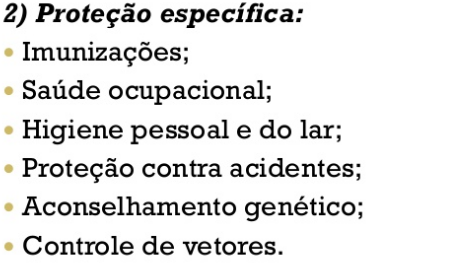 2) Proteção específica:
• Imunizações;
• Saúde ocupacional;
• Higiene pessoal e do lar;
• Proteção contra acidentes;
• Aconselhamento genético;
• Controle de vetores.